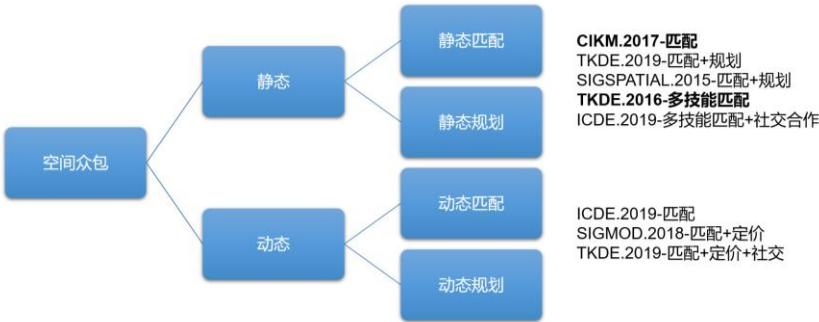 空间众包
静态
动态
静态匹配
静态规划
动态匹配
动态规划
CIKM.2017-匹配
TKDE.2019-匹配+规划
SIGSPATIAL.2015-匹配+规划
TKDE.2016-多技能匹配
ICDE.2019-多技能匹配+社交合作
ICDE.2019-匹配
SIGMOD.2018-匹配+定价
TKDE.2019-匹配+定价+社交